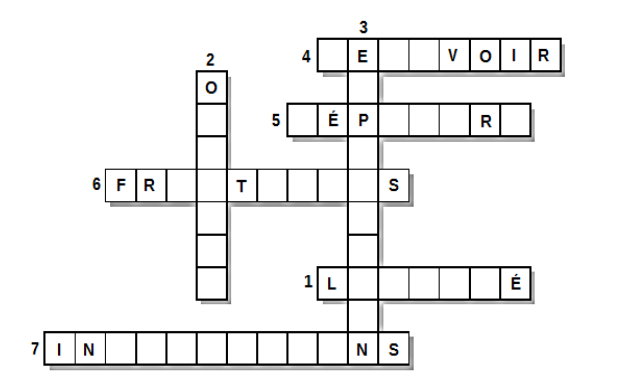 3
4 E V O I R
2
O
5 É P R
6 F R T S
1 L É
7 I N N S